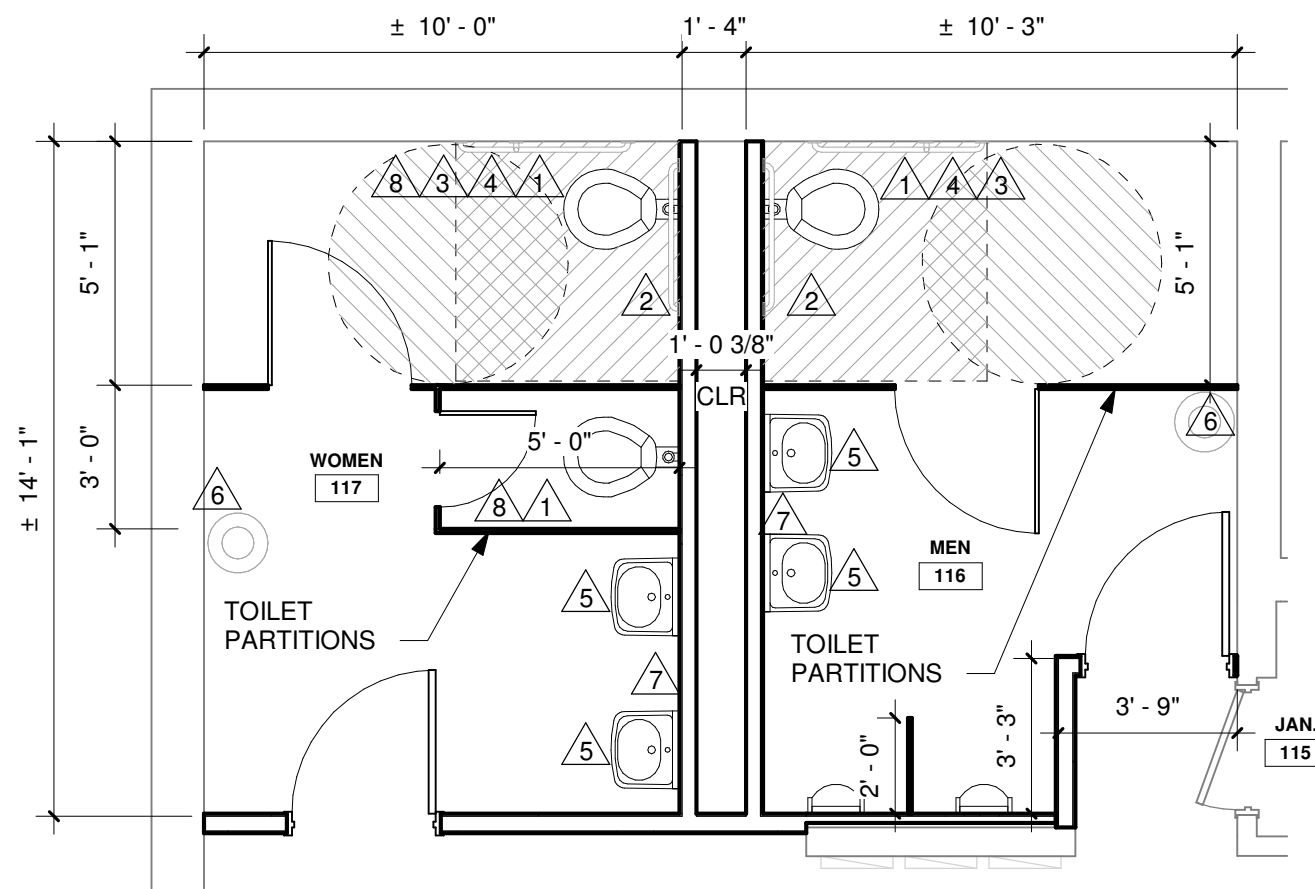 ± 10' - 0"
1' - 4"
± 10' - 3"
8 3 4 1
1 4 3
5' - 1"
5' - 1"
2
2
1' - 0 3/8"
CLR
± 14' - 1"
3' - 0"
5' - 0"
WOMEN
117
6
8 1
5
6
7
5
MEN
116
5
TOILET
PARTITIONS
TOILET
PARTITIONS
7
5
2' - 0"
3' - 3"
3' - 9"
JAN.
115